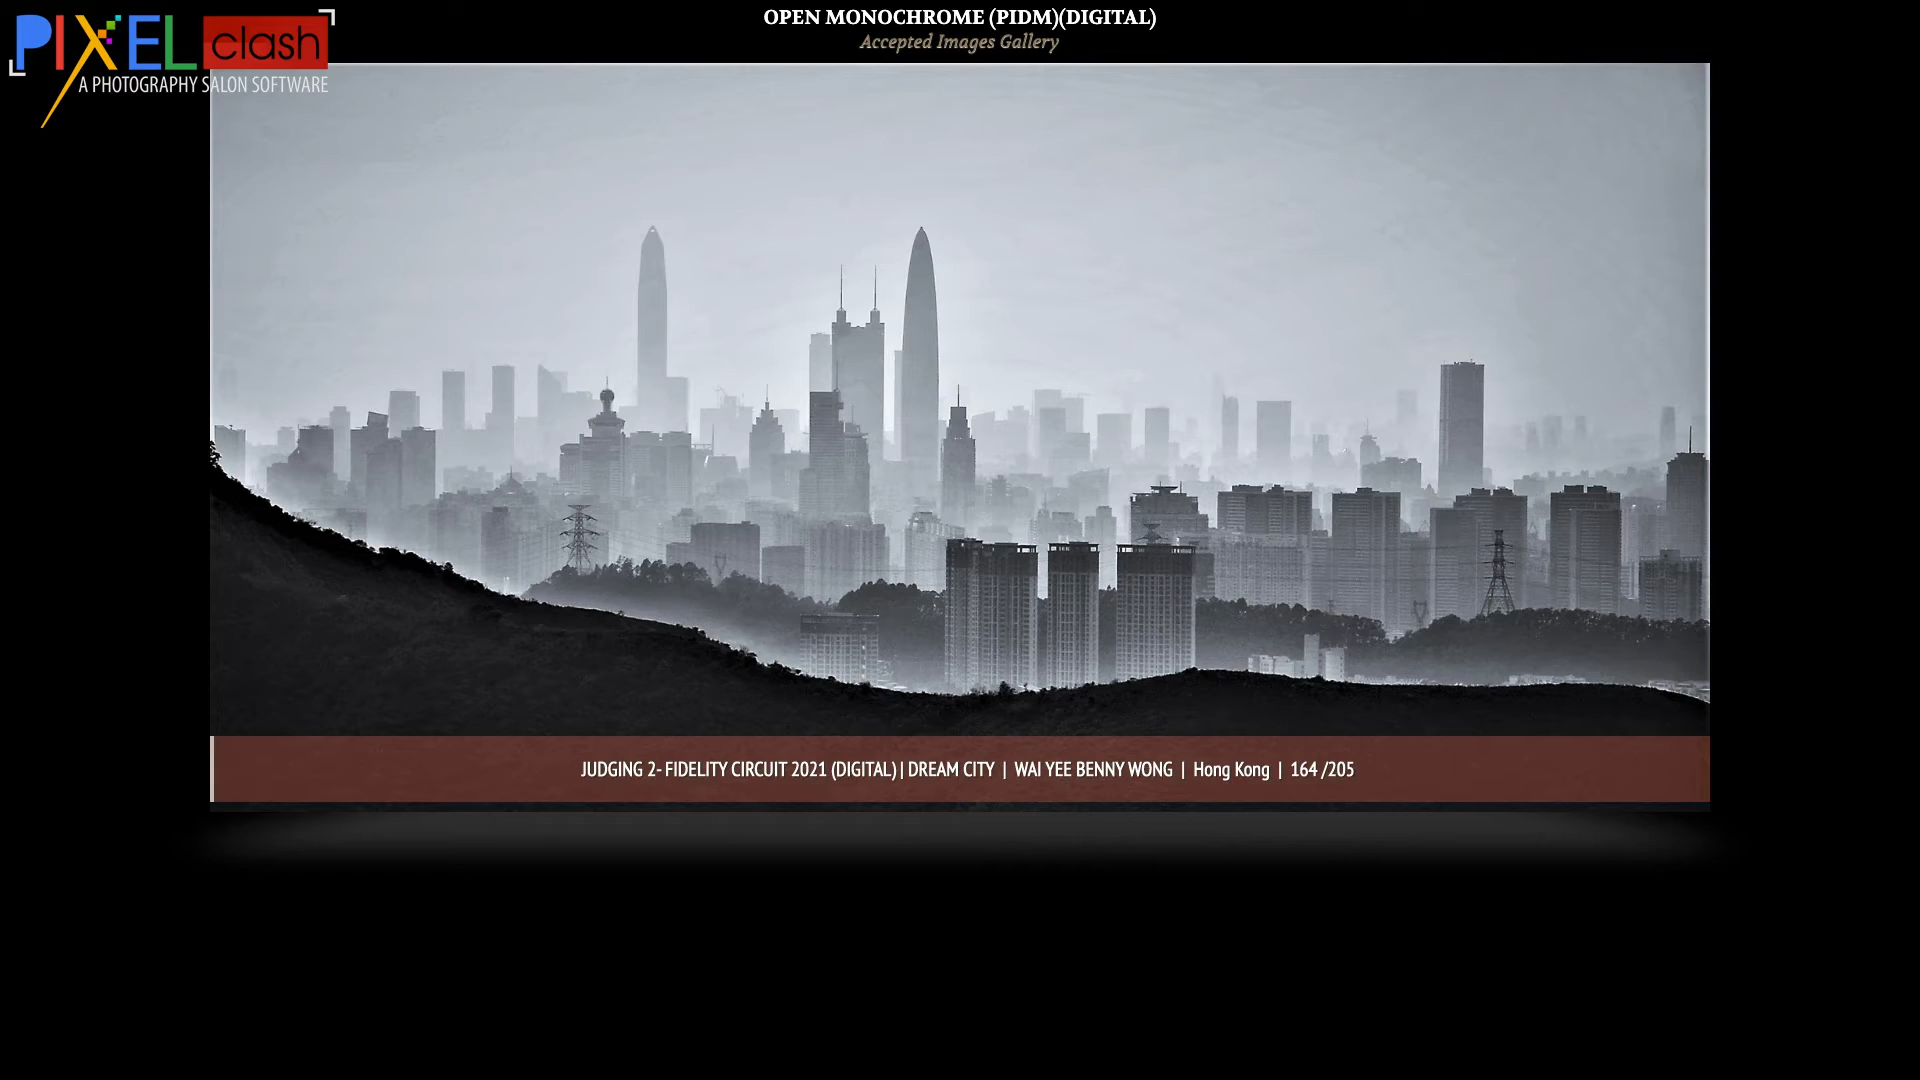 OPEN MONOCHROME (PIDM)(DIGITAL)
Accepted Images Gallery
PIXEL clash
A PHOTOGRAPHY SALON SOFTWARE
JUDGING 2- FIDELITY CIRCUIT 2021 (DIGITAL) | DREAM CITY | WAI YEE BENNY WONG | Hong Kong | 164 /205